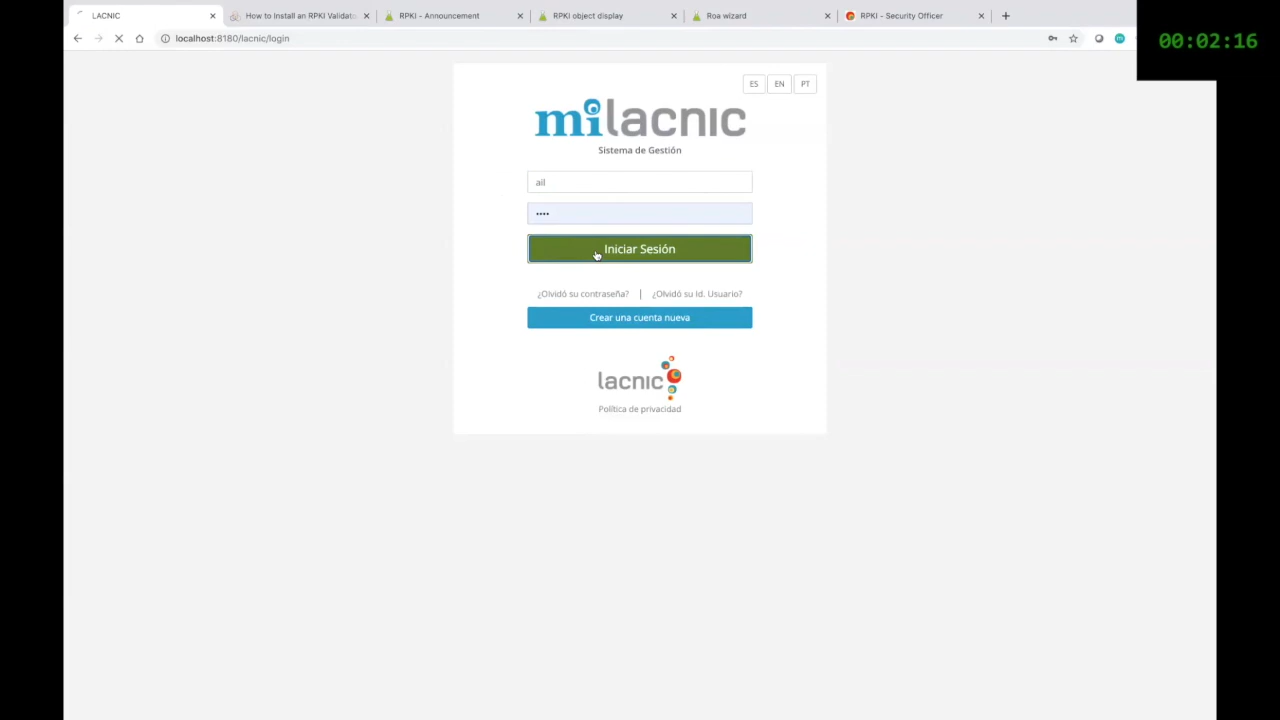 LACNIC
How to Install an RPKI Validato
RPKI - Announcement
RPKI object display
Roa wizard
RPKI - Security Officer
00:02:16
localhost:8180/lacnic/login
ES EN PT
milacnic
Sistema de Gestión
ail
••••
Iniciar Sesión
¿Olvidó su contraseña? | ¿Olvidó su Id. Usuario?
Crear una cuenta nueva
lacnic
Política de privacidad